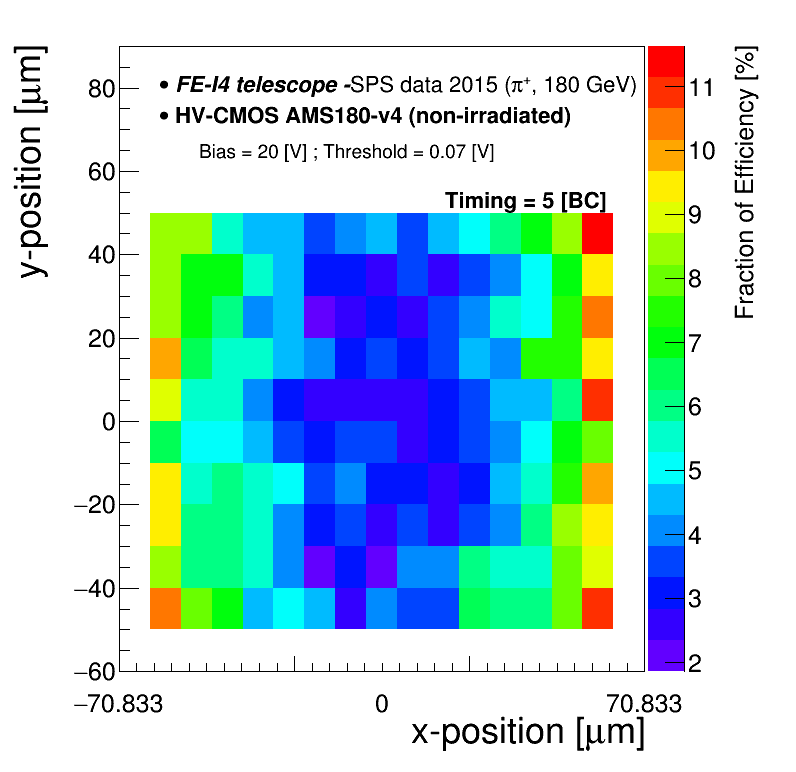 • FE-I4 telescope -SPS data 2015 (π⁺, 180 GeV)
• HV-CMOS AMS180-v4 (non-irradiated)
Bias = 20 [V] ; Threshold = 0.07 [V]
Timing = 5 [BC]
y-position [μm]
80
60
40
20
0
−20
−40
−60
−70.833 0 70.833
x-position [μm]
Fraction of Efficiency [%]
11
10
9
8
7
6
5
4
3
2